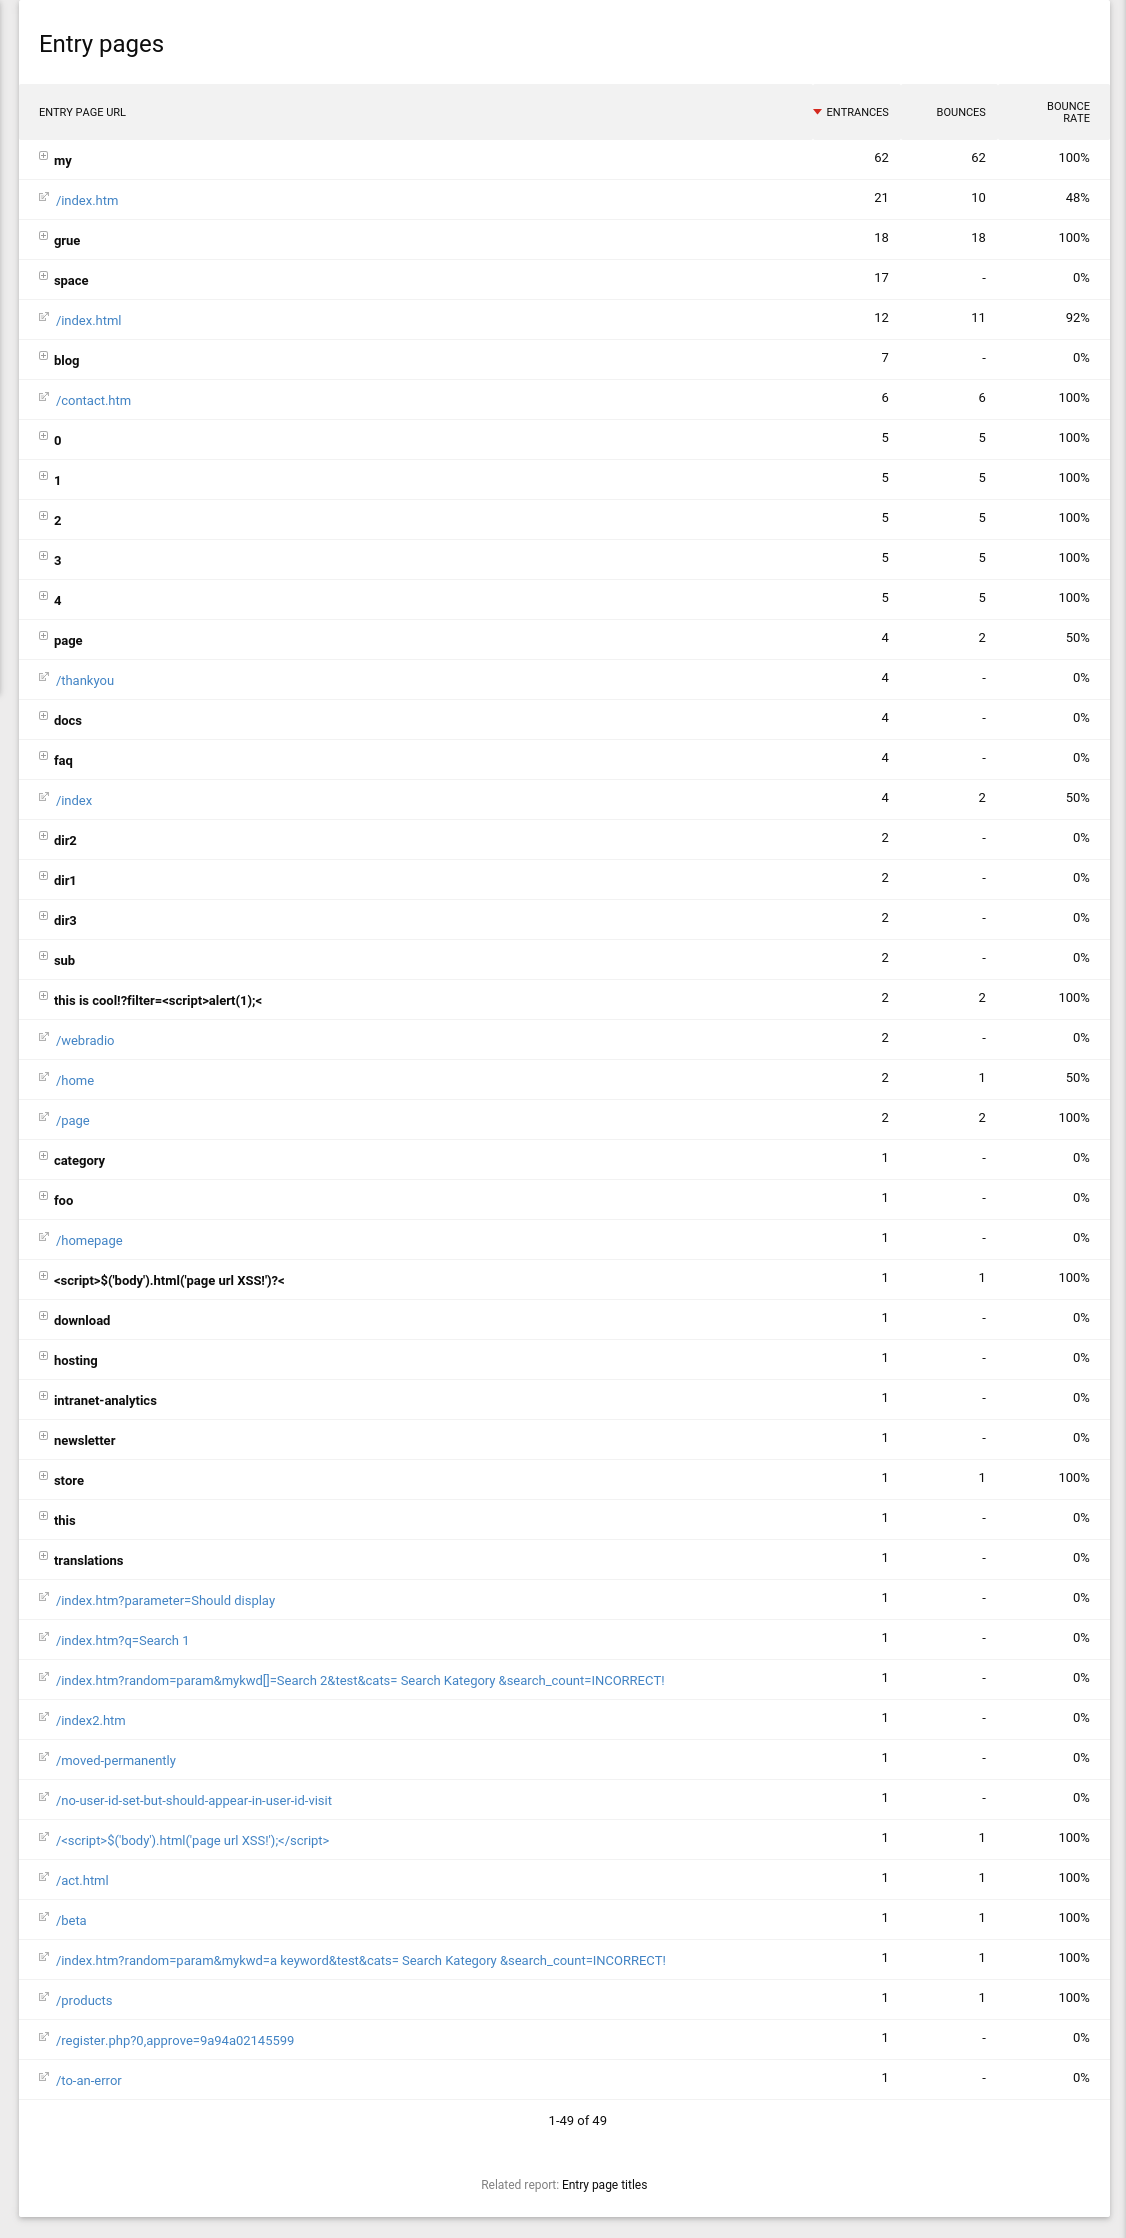 Entry pages
ENTRY PAGE URL ENTRANCES BOUNCES BOUNCE RATE
my 62 62 100%
/index.htm 21 10 48%
grue 18 18 100%
space 17 - 0%
/index.html 12 11 92%
blog 7 - 0%
/contact.htm 6 6 100%
0 5 5 100%
1 5 5 100%
2 5 5 100%
3 5 5 100%
4 5 5 100%
page 4 2 50%
/thankyou 4 - 0%
docs 4 - 0%
faq 4 - 0%
/index 4 2 50%
dir2 2 - 0%
dir1 2 - 0%
dir3 2 - 0%
sub 2 - 0%
this is cool!?filter=<script>alert(1);< 2 2 100%
/webradio 2 - 0%
/home 2 1 50%
/page 2 2 100%
category 1 - 0%
foo 1 - 0%
/homepage 1 - 0%
<script>$('body').html('page url XSS!')?< 1 1 100%
download 1 - 0%
hosting 1 - 0%
intranet-analytics 1 - 0%
newsletter 1 - 0%
store 1 1 100%
this 1 - 0%
translations 1 - 0%
/index.htm?parameter=Should display 1 - 0%
/index.htm?q=Search 1 1 - 0%
/index.htm?random=param&mykwd[]=Search 2&test&cats= Search Kategory &search_count=INCORRECT! 1 - 0%
/index2.htm 1 - 0%
/moved-permanently 1 - 0%
/no-user-id-set-but-should-appear-in-user-id-visit 1 - 0%
/<script>$('body').html('page url XSS!');</script> 1 1 100%
/act.html 1 1 100%
/beta 1 1 100%
/index.htm?random=param&mykwd=a keyword&test&cats= Search Kategory &search_count=INCORRECT! 1 1 100%
/products 1 1 100%
/register.php?0,approve=9a94a02145599 1 - 0%
/to-an-error 1 - 0%
1-49 of 49
Related report: Entry page titles